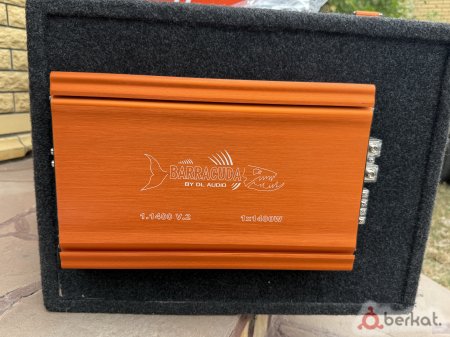 BARRACUDA
BY DL AUDIO
1.1400 V.2 1x1400W
berkat.